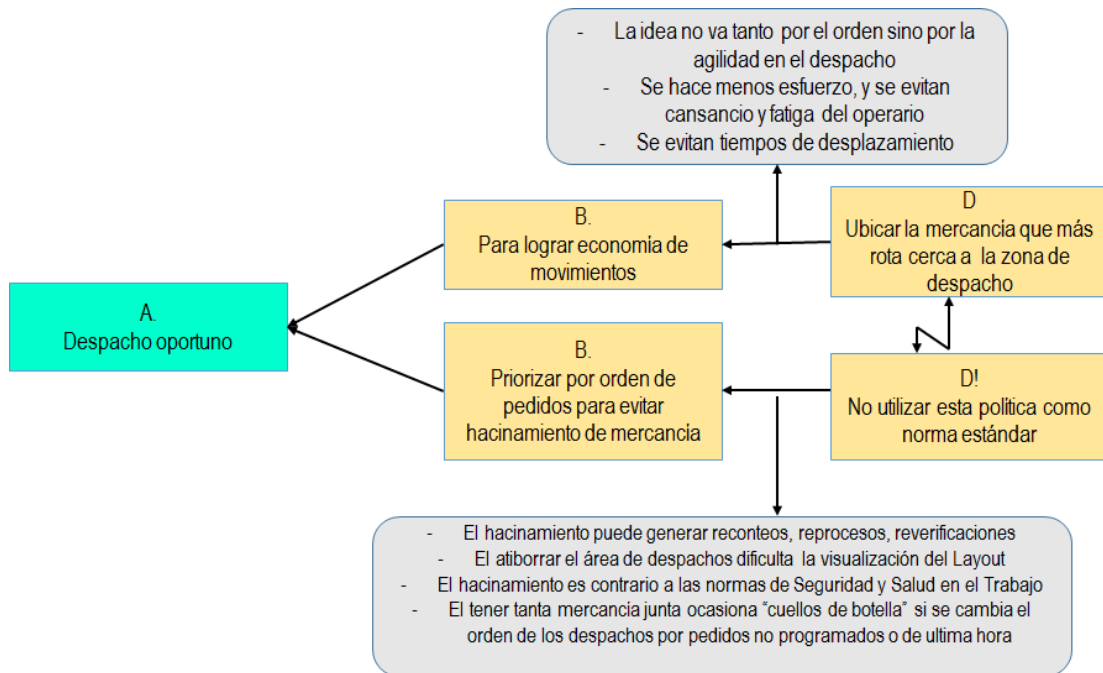 - La idea no va tanto por el orden sino por la
agilidad en el despacho
- Se hace menos esfuerzo, y se evitan
cansancio y fatiga del operario
- Se evitan tiempos de desplazamiento
B.
Para lograr economía de
movimientos
D
Ubicar la mercancía que más
rota cerca a la zona de
despacho
A.
Despacho oportuno
B.
Priorizar por orden de
pedidos para evitar
hacinamiento de mercancía
D!
No utilizar esta política como
norma estándar
- El hacinamiento puede generar reconteos, reprocesos, reverificaciones
- El atiborrar el área de despachos dificulta la visualización del Layout
- El hacinamiento es contrario a las normas de Seguridad y Salud en el Trabajo
- El tener tanta mercancía junta ocasiona "cuellos de botella" si se cambia el
orden de los despachos por pedidos no programados o de ultima hora